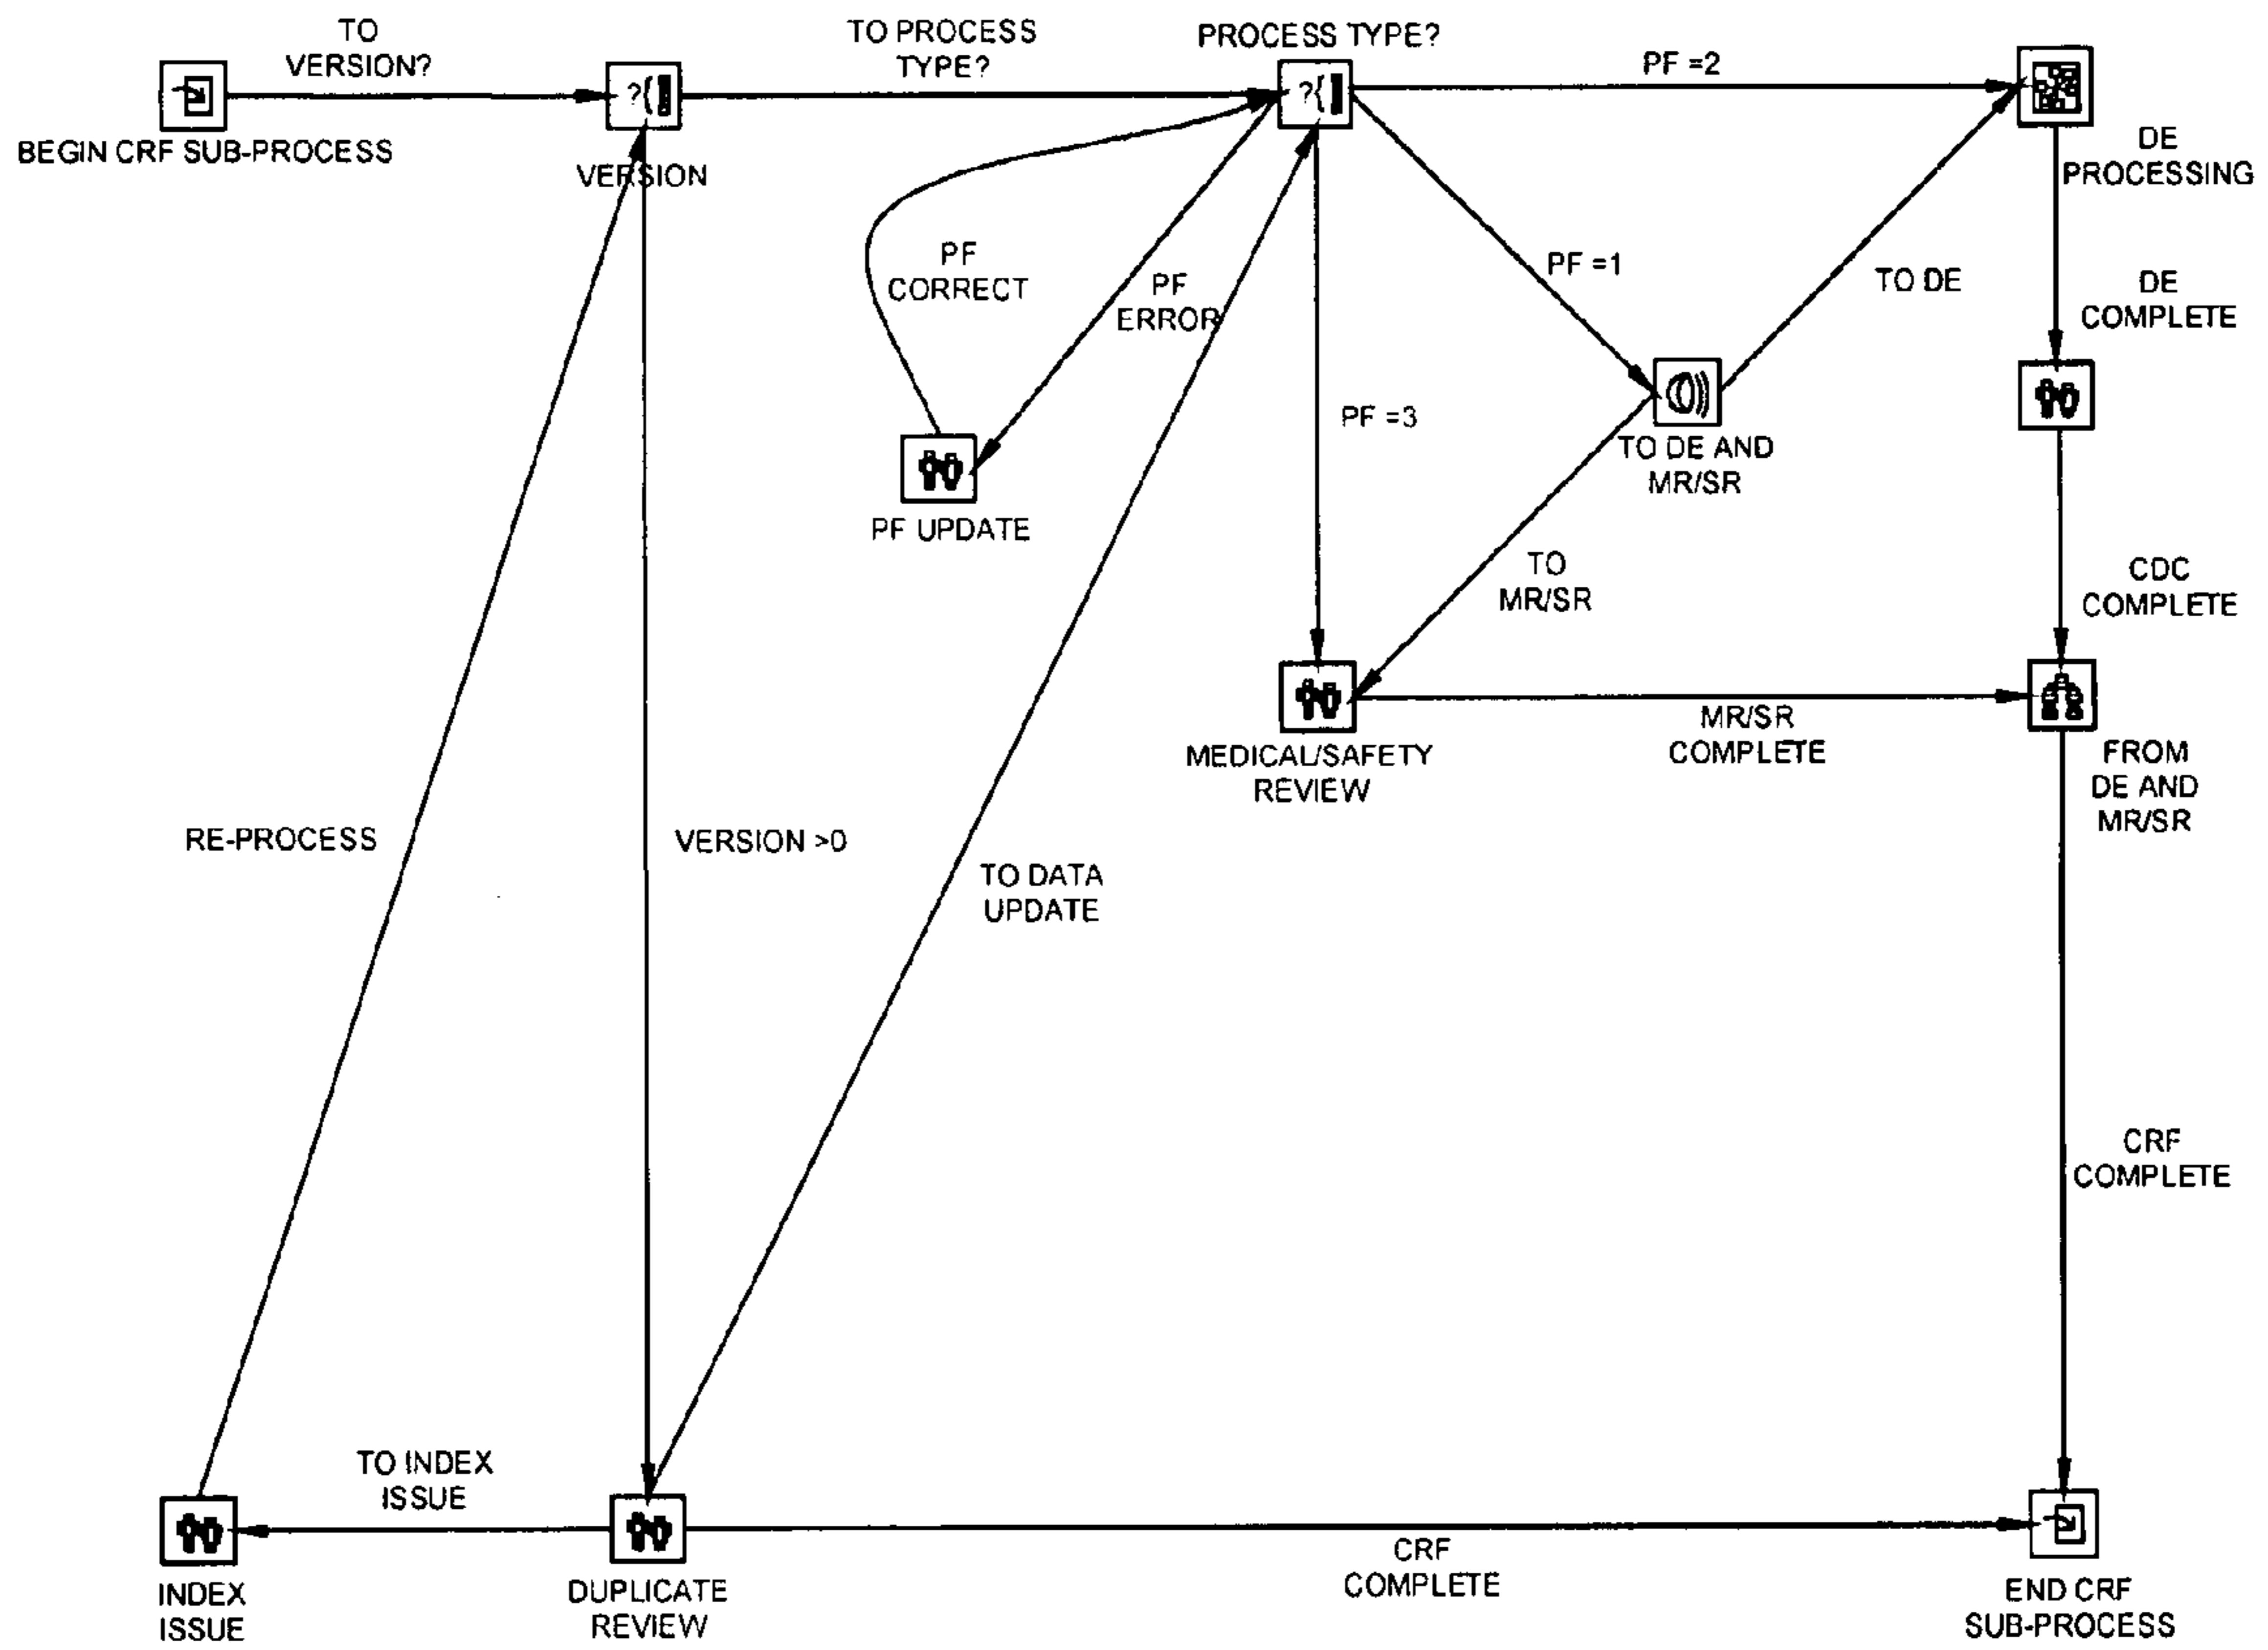 TO
VERSION?
TO PROCESS
TYPE?
PROCESS TYPE?
PF =2
?(
?{
BEGIN CRF SUB-PROCESS
VERSION
DE
PROCESSING
PF
CORRECT
PF
ERROR
PF =1
TO DE
DE
COMPLETE
PF =3
TO DE AND
MR/SR
PF UPDATE
TO
MR/SR
CDC
COMPLETE
MR/SR
COMPLETE
MEDICAL/SAFETY
REVIEW
FROM
DE AND
MR/SR
RE-PROCESS
VERSION >0
TO DATA
UPDATE
CRF
COMPLETE
TO INDEX
ISSUE
CRF
COMPLETE
INDEX
ISSUE
DUPLICATE
REVIEW
END CRF
SUB-PROCESS